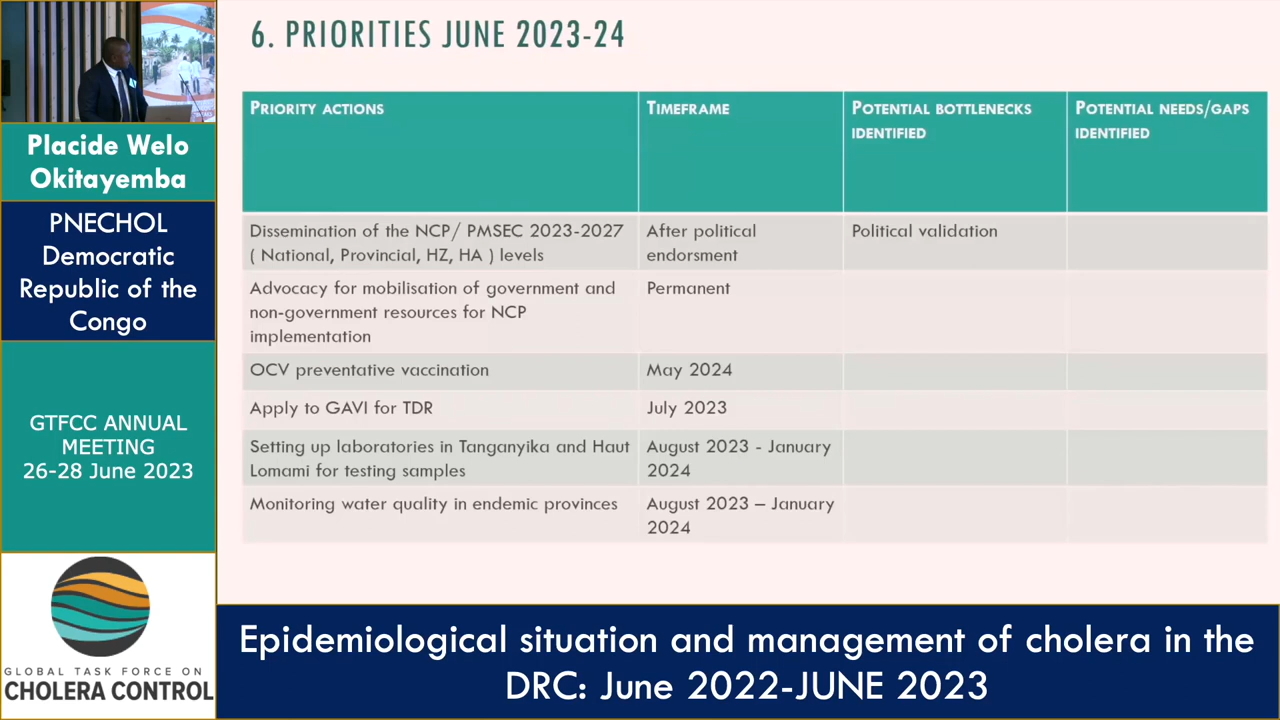 Placide Welo
Okitayemba
PNECHOL
Democratic
Republic of the
Congo
GTFCC ANNUAL
MEETING
26-28 June 2023
GLOBAL TASK FORCE ON
CHOLERA CONTROL
6. PRIORITIES JUNE 2023-24
PRIORITY ACTIONS
TIMEFRAME
POTENTIAL BOTTLENECKS
IDENTIFIED
POTENTIAL NEEDS/GAPS
IDENTIFIED
Dissemination of the NCP/ PMSEC 2023-2027
( National, Provincial, HZ, HA ) levels
After political
endorsment
Political validation
Advocacy for mobilisation of government and
non-government resources for NCP
implementation
Permanent
OCV preventative vaccination
May 2024
Apply to GAVI for TDR
July 2023
Setting up laboratories in Tanganyika and Haut
Lomami for testing samples
August 2023 - January
2024
Monitoring water quality in endemic provinces
August 2023 – January
2024
Epidemiological situation and management of cholera in the
DRC: June 2022-JUNE 2023